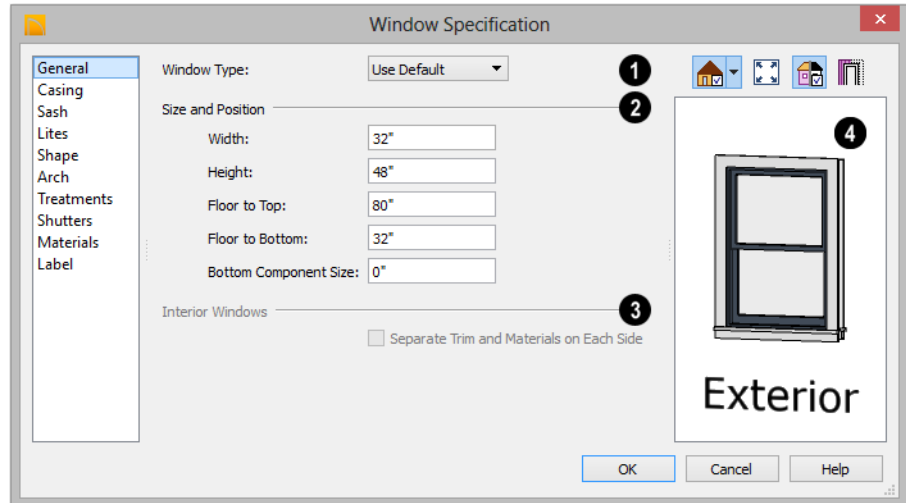 Window Specification
×
General
Casing
Sash
Lites
Shape
Arch
Treatments
Shutters
Materials
Label
Window Type: Use Default 1
Size and Position 2
Width: 32"
Height: 48"
Floor to Top: 80"
Floor to Bottom: 32"
Bottom Component Size: 0"
Interior Windows 3
Separate Trim and Materials on Each Side
4
Exterior
OK Cancel Help